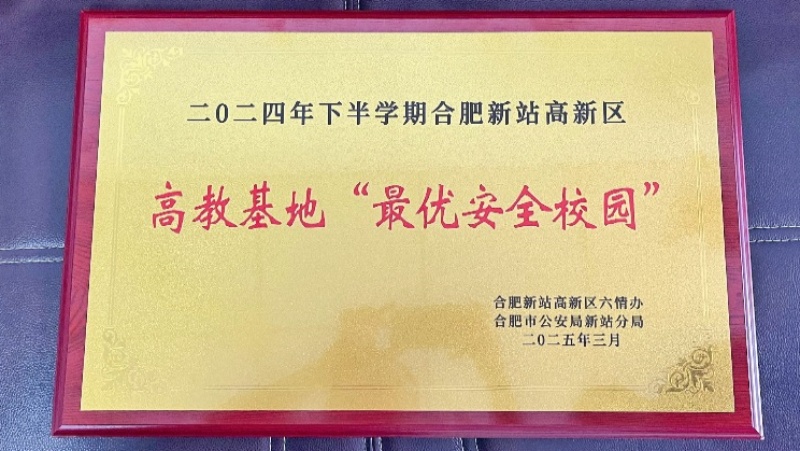 二0二四年下半学期合肥新站高新区
高教基地“最优安全校园”
合肥新站高新区六情办
合肥市公安局新站分局
二0二五年三月